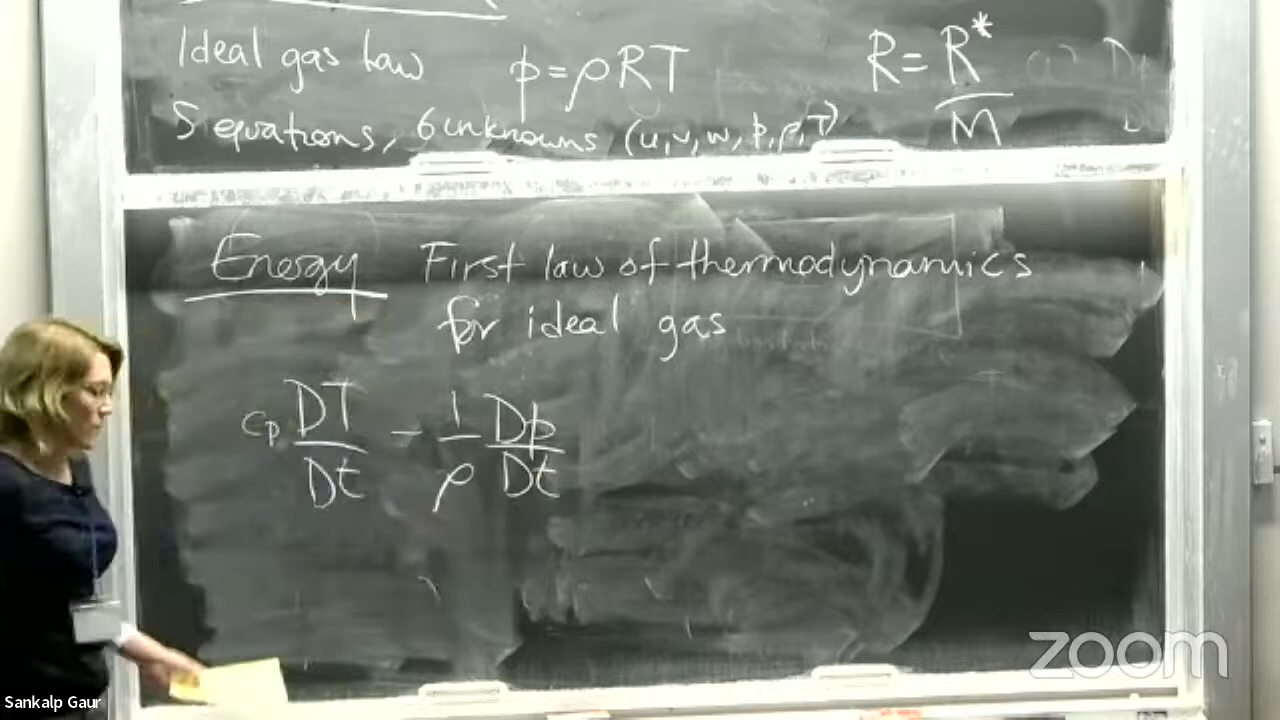 Ideal gas law p = ρRT R = R*/M
5 equations, 6 unknowns (u, v, w, p, ρ, T)
Energy First law of thermodynamics
for ideal gas
cp DT/Dt - 1/ρ Dp/Dt
zoom
Sankalp Gaur